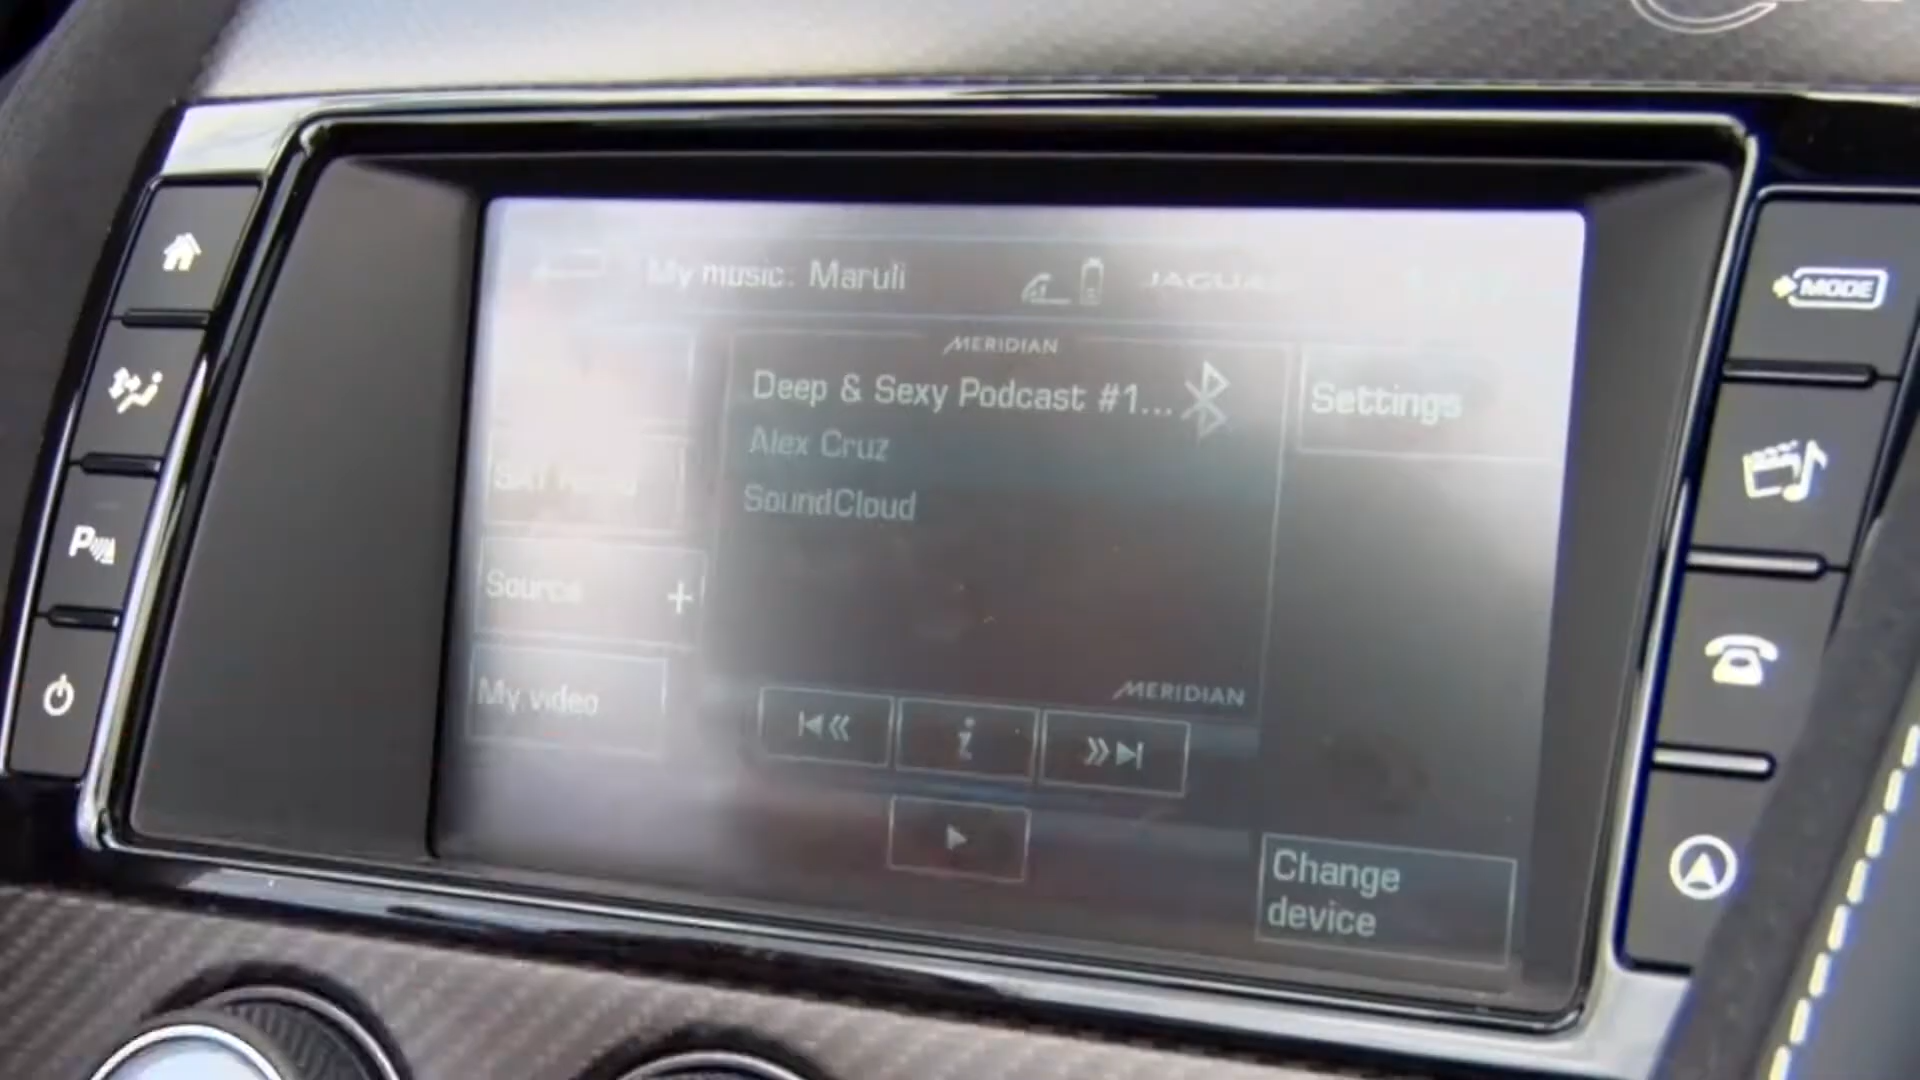 My music: Maruli
JAGUA
MERIDIAN
Deep & Sexy Podcast #1...
Alex Cruz
SoundCloud
Settings
Source +
My video
MERIDIAN
i
Change
device
MODE
P